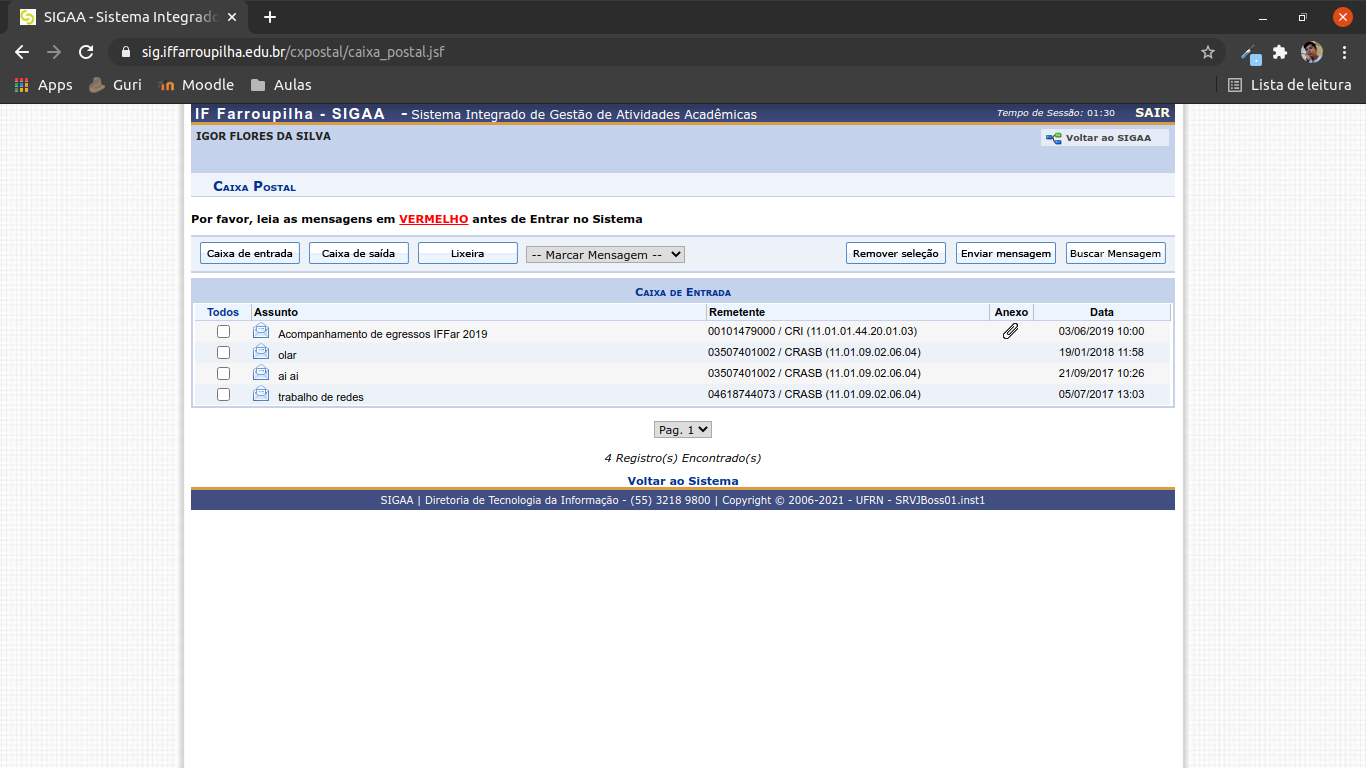 SIGAA - Sistema Integrado
sig.iffarroupilha.edu.br/cxpostal/caixa_postal.jsf
Apps Guri Moodle Aulas Lista de leitura
IF Farroupilha - SIGAA - Sistema Integrado de Gestão de Atividades Acadêmicas Tempo de Sessão: 01:30 SAIR
IGOR FLORES DA SILVA Voltar ao SIGAA
Caixa Postal
Por favor, leia as mensagens em VERMELHO antes de Entrar no Sistema
Caixa de entrada Caixa de saída Lixeira -- Marcar Mensagem -- Remover seleção Enviar mensagem Buscar Mensagem
Caixa de Entrada
Todos Assunto Remetente Anexo Data
Acompanhamento de egressos IFFar 2019 00101479000 / CRI (11.01.01.44.20.01.03) 03/06/2019 10:00
olar 03507401002 / CRASB (11.01.09.02.06.04) 19/01/2018 11:58
ai ai 03507401002 / CRASB (11.01.09.02.06.04) 21/09/2017 10:26
trabalho de redes 04618744073 / CRASB (11.01.09.02.06.04) 05/07/2017 13:03
Pag. 1
4 Registro(s) Encontrado(s)
Voltar ao Sistema
SIGAA | Diretoria de Tecnologia da Informação - (55) 3218 9800 | Copyright © 2006-2021 - UFRN - SRVJBoss01.inst1